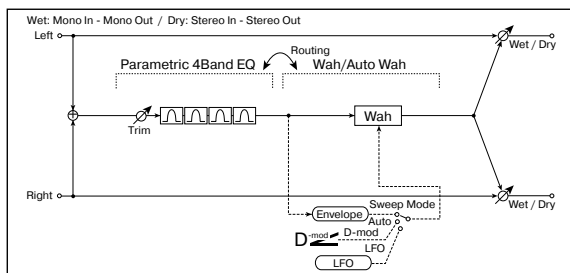 Wet: Mono In - Mono Out / Dry: Stereo In - Stereo Out
Left
Wet / Dry
Routing
Parametric 4Band EQ
Wah/Auto Wah
Trim
Wah
Right
Wet / Dry
Sweep Mode
Envelope
Auto
D-mod
D-mod
LFO
LFO